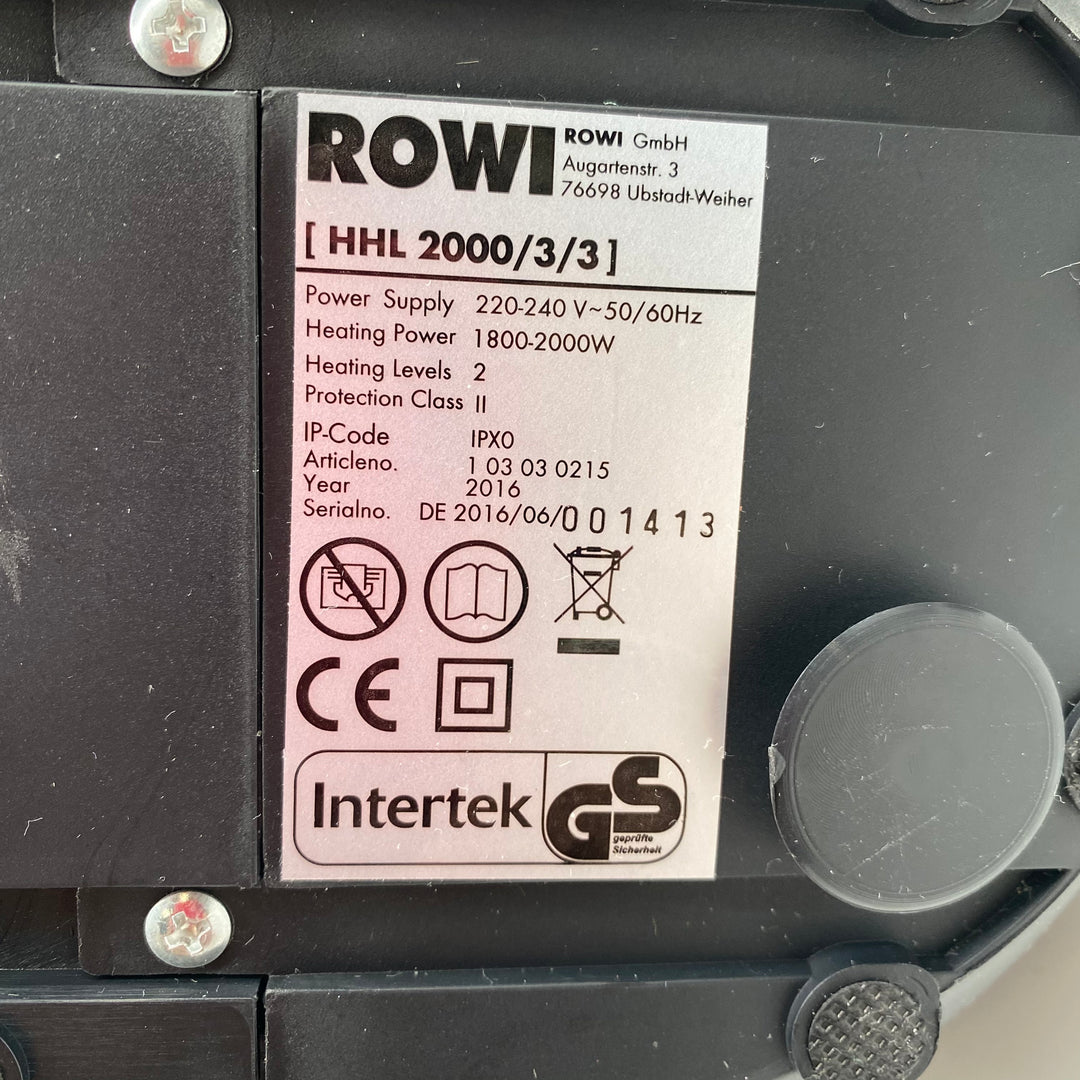 ROWI
ROWI GmbH
Augartenstr. 3
76698 Ubstadt-Weiher
[ HHL 2000/3/3 ]
Power Supply 220-240 V~50/60Hz
Heating Power 1800-2000W
Heating Levels 2
Protection Class II
IP-Code IPX0
Articleno. 1 03 03 0215
Year 2016
Serialno. DE 2016/06/001413
CE
Intertek
GS
geprüfte
Sicherheit